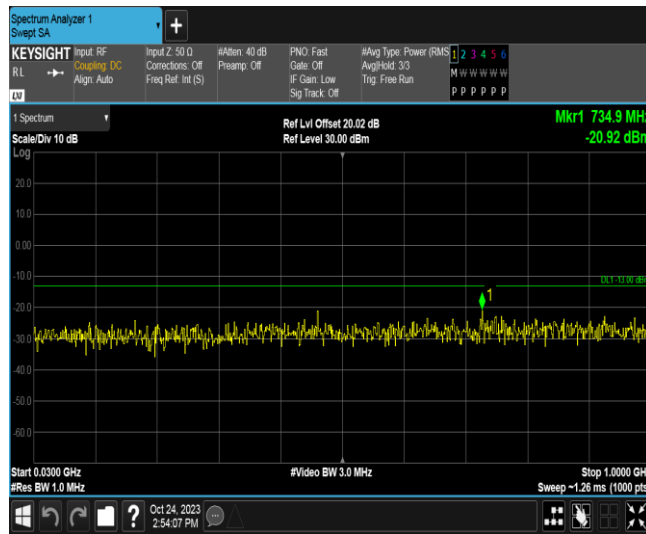 Spectrum Analyzer 1
Swept SA
+
KEYSIGHT
RL
LXI
Input: RF
Coupling: DC
Align: Auto
Input Z: 50 Ω
Corrections: Off
Freq Ref: Int (S)
#Atten: 40 dB
Preamp: Off
PNO: Fast
Gate: Off
IF Gain: Low
Sig Track: Off
#Avg Type: Power (RMS
Avg|Hold: 3/3
Trig: Free Run
1 2 3 4 5 6
M W W W W W
P P P P P P
1 Spectrum
Scale/Div 10 dB
Ref Lvl Offset 20.02 dB
Ref Level 30.00 dBm
Mkr1 734.9 MHz
-20.92 dBm
Log
20.0
10.0
0.00
-10.0
DL1 -13.00 dBm
1
-20.0
-30.0
-40.0
-50.0
-60.0
Start 0.0300 GHz
#Res BW 1.0 MHz
#Video BW 3.0 MHz
Stop 1.0000 GH
Sweep ~1.26 ms (1000 pts
?
Oct 24, 2023
2:54:07 PM